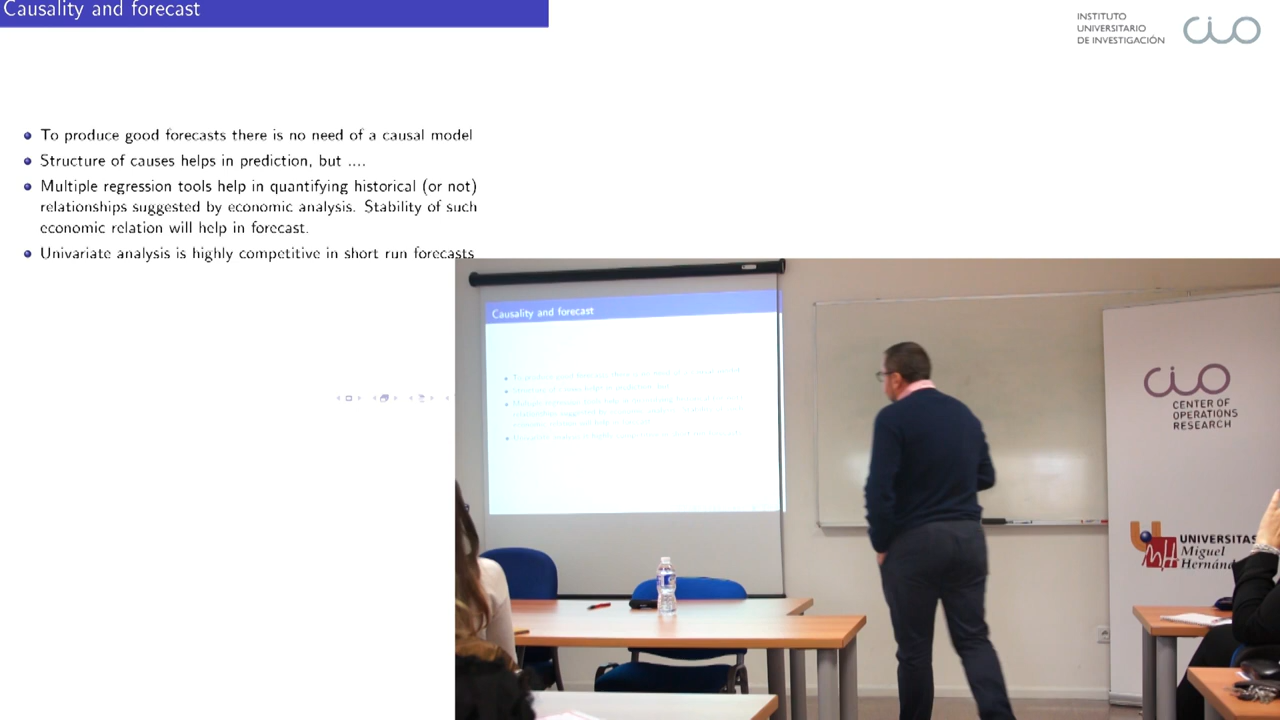 Causality and forecast
INSTITUTO
UNIVERSITARIO
DE INVESTIGACIÓN
CIO
To produce good forecasts there is no need of a causal model
Structure of causes helps in prediction, but ....
Multiple regression tools help in quantifying historical (or not)
relationships suggested by economic analysis. Stability of such
economic relation will help in forecast.
Univariate analysis is highly competitive in short run forecasts
Causality and forecast
CIO
CENTER OF
OPERATIONS
RESEARCH
UNIVERSITAS
Miguel
Hernánd